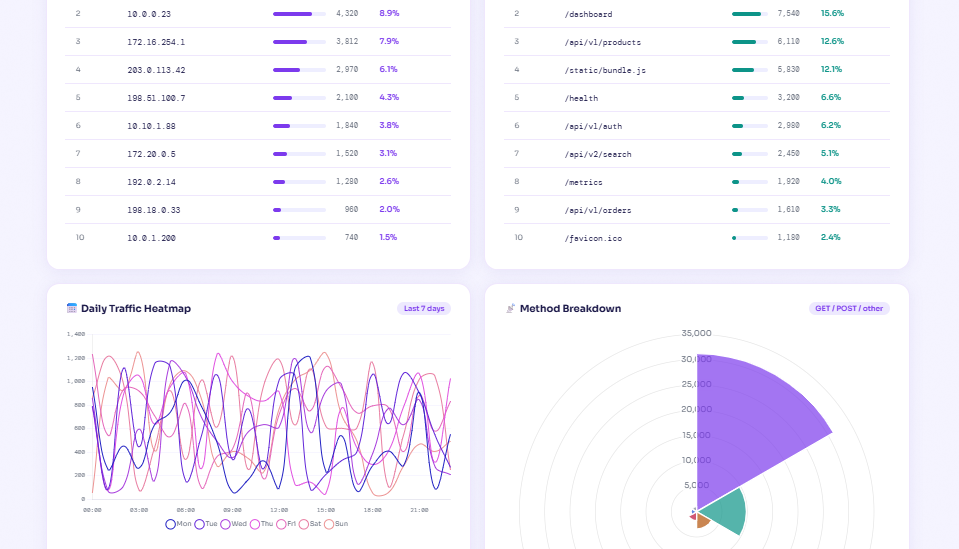 2 10.0.0.23 4,320 8.9%
3 172.16.254.1 3,812 7.9%
4 203.0.113.42 2,970 6.1%
5 198.51.100.7 2,100 4.3%
6 10.10.1.88 1,840 3.8%
7 172.20.0.5 1,520 3.1%
8 192.0.2.14 1,280 2.6%
9 198.18.0.33 960 2.0%
10 10.0.1.200 740 1.5%
2 /dashboard 7,540 15.6%
3 /api/v1/products 6,110 12.6%
4 /static/bundle.js 5,830 12.1%
5 /health 3,200 6.6%
6 /api/v1/auth 2,980 6.2%
7 /api/v2/search 2,450 5.1%
8 /metrics 1,920 4.0%
9 /api/v1/orders 1,610 3.3%
10 /favicon.ico 1,180 2.4%
Daily Traffic Heatmap Last 7 days
1,400
1,200
1,000
800
600
400
200
0
00:00 03:00 06:00 09:00 12:00 15:00 18:00 21:00
Mon Tue Wed Thu Fri Sat Sun
Method Breakdown GET / POST / other
35,000
30,000
25,000
20,000
15,000
10,000
5,000